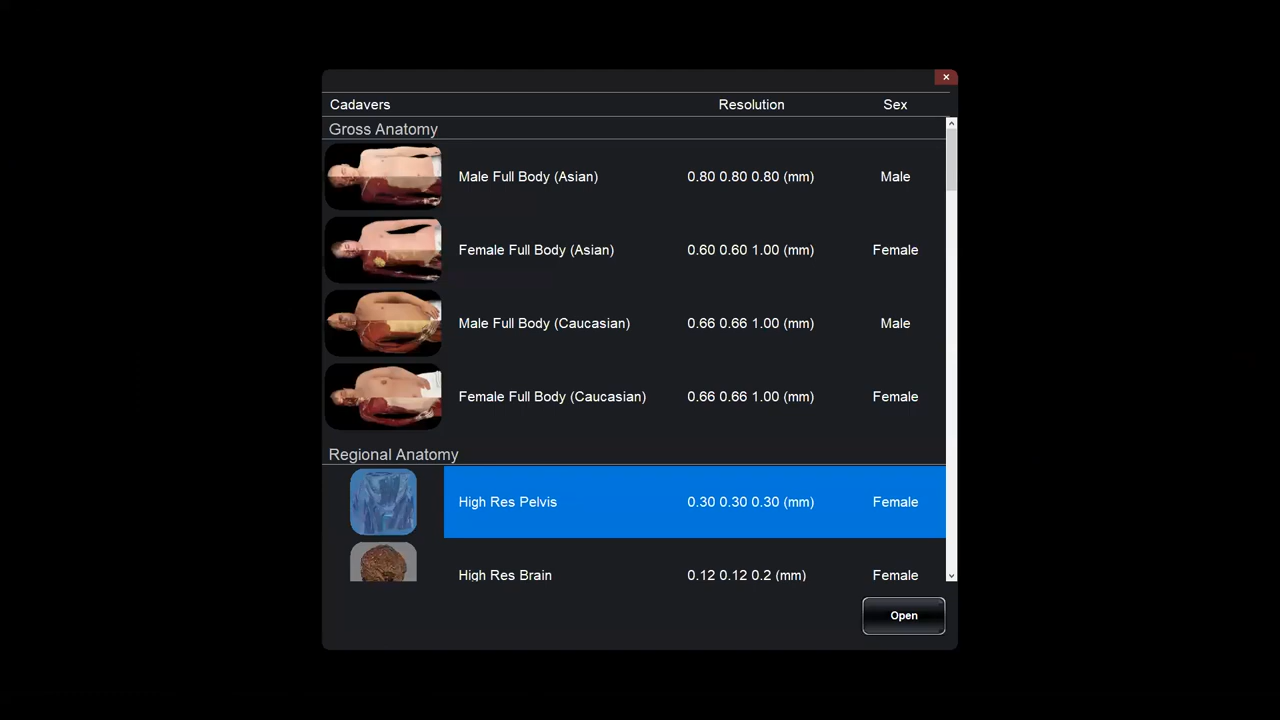 Cadavers Resolution Sex
Gross Anatomy
Male Full Body (Asian) 0.80 0.80 0.80 (mm) Male
Female Full Body (Asian) 0.60 0.60 1.00 (mm) Female
Male Full Body (Caucasian) 0.66 0.66 1.00 (mm) Male
Female Full Body (Caucasian) 0.66 0.66 1.00 (mm) Female
Regional Anatomy
High Res Pelvis 0.30 0.30 0.30 (mm) Female
High Res Brain 0.12 0.12 0.2 (mm) Female
Open